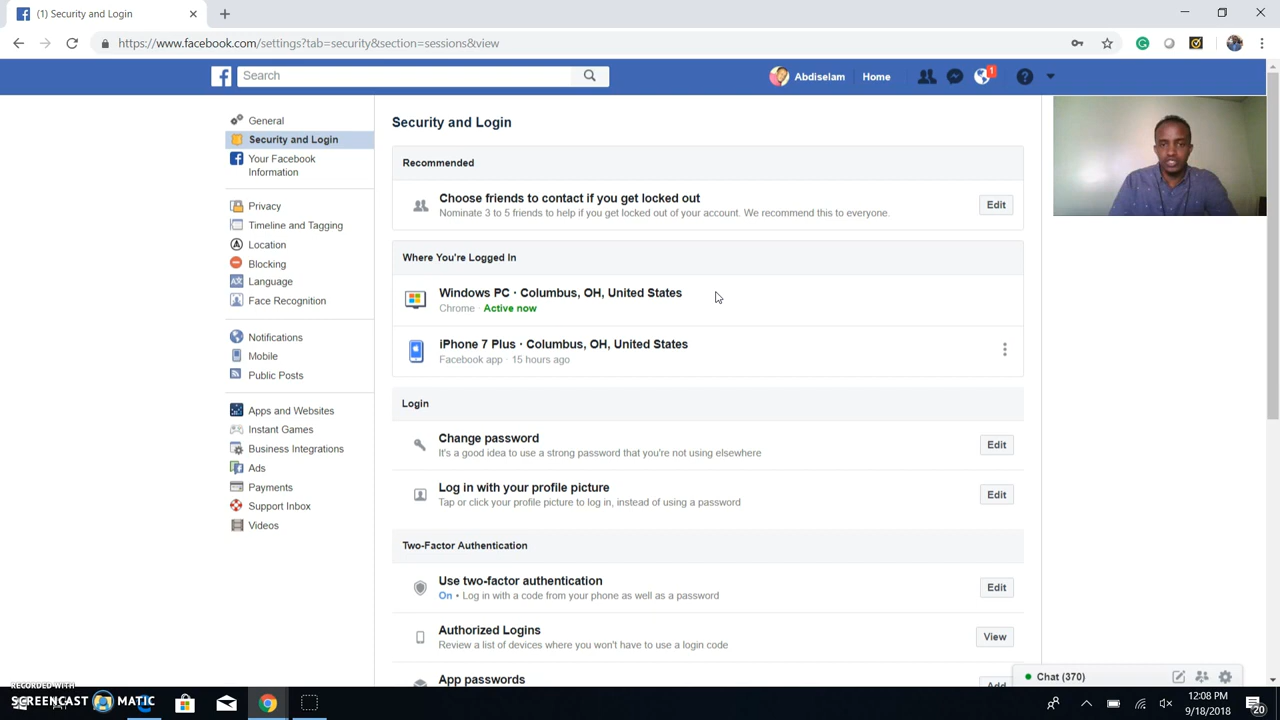 (1) Security and Login
https://www.facebook.com/settings?tab=security&section=sessions&view
Search
Abdiselam
Home
1
General
Security and Login
Your Facebook
Information
Privacy
Timeline and Tagging
Location
Blocking
Language
Face Recognition
Notifications
Mobile
Public Posts
Apps and Websites
Instant Games
Business Integrations
Ads
Payments
Support Inbox
Videos
Security and Login
Recommended
Choose friends to contact if you get locked out
Nominate 3 to 5 friends to help if you get locked out of your account. We recommend this to everyone.
Edit
Where You're Logged In
Windows PC · Columbus, OH, United States
Chrome · Active now
iPhone 7 Plus · Columbus, OH, United States
Facebook app · 15 hours ago
Login
Change password
It's a good idea to use a strong password that you're not using elsewhere
Edit
Log in with your profile picture
Tap or click your profile picture to log in, instead of using a password
Edit
Two-Factor Authentication
Use two-factor authentication
On • Log in with a code from your phone as well as a password
Edit
Authorized Logins
Review a list of devices where you won't have to use a login code
View
App passwords
Add
Chat (370)
RECORDED WITH
SCREENCAST MATIC
12:08 PM
9/18/2018
20